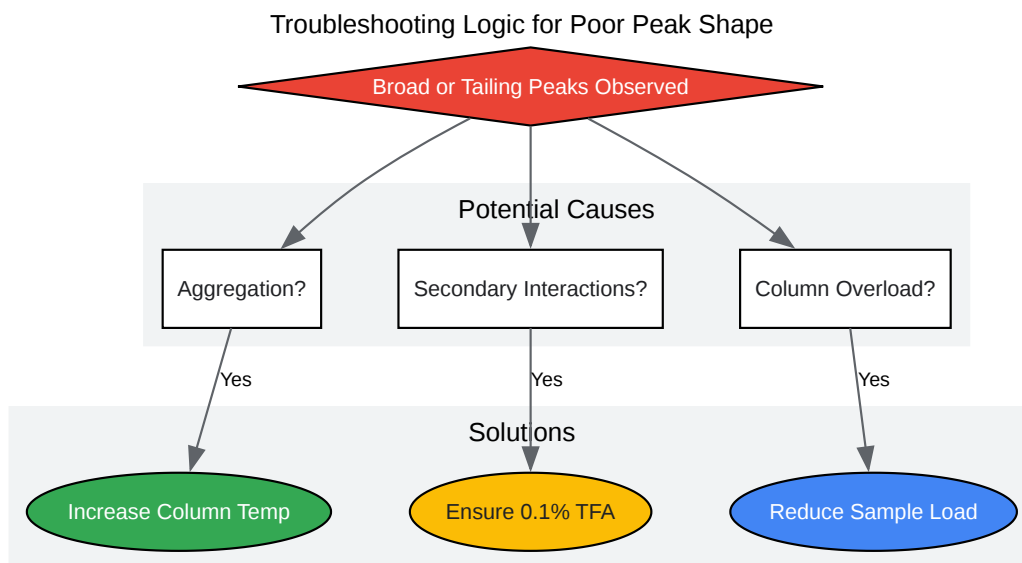 Troubleshooting Logic for Poor Peak Shape
Broad or Tailing Peaks Observed
Potential Causes
Aggregation?
Secondary Interactions?
Column Overload?
Yes
Yes
Yes
Solutions
Increase Column Temp
Ensure 0.1% TFA
Reduce Sample Load